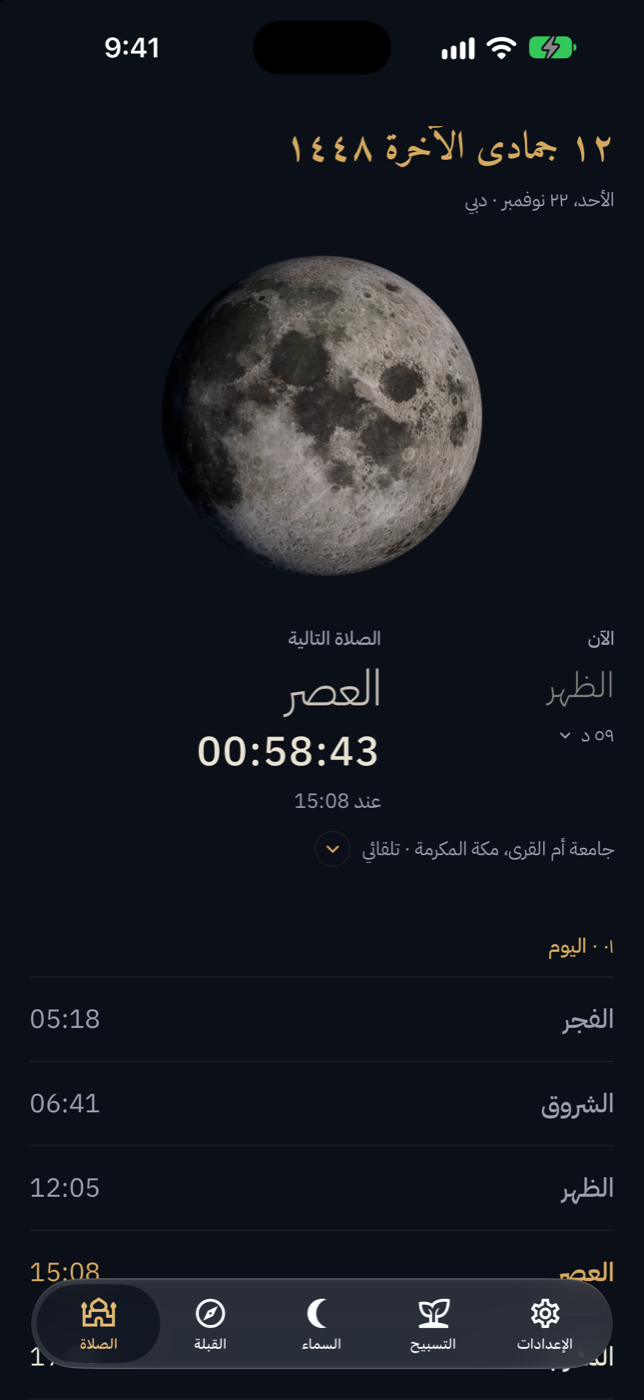 9:41
١٢ جمادى الآخرة ١٤٤٨
الأحد، ٢٢ نوفمبر · دبي
الآن
الظهر
٥٩ د
الصلاة التالية
العصر
00:58:43
عند 15:08
جامعة أم القرى، مكة المكرمة · تلقائي
٠١ · اليوم
الفجر 05:18
الشروق 06:41
الظهر 12:05
العصر 15:08
الإعدادات
التسبيح
السماء
القبلة
الصلاة